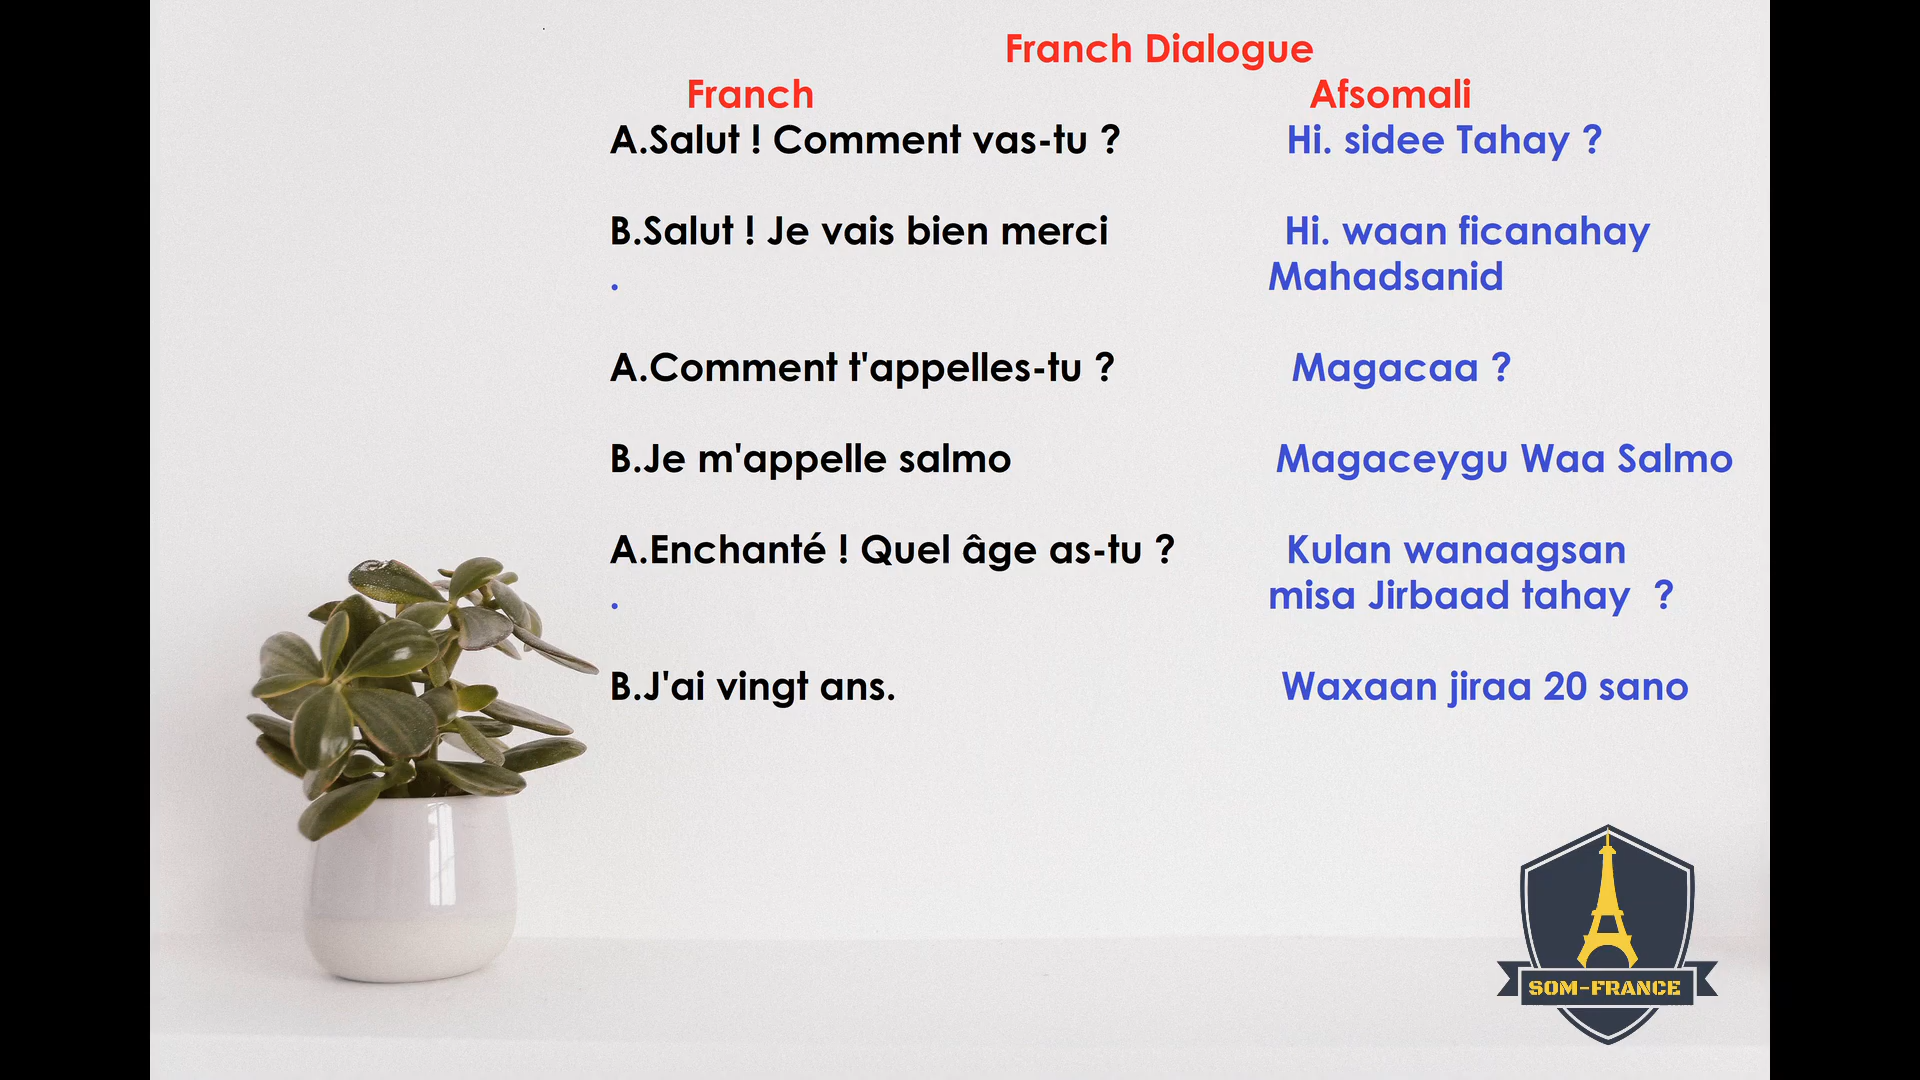 Franch Dialogue
Franch Afsomali
A.Salut ! Comment vas-tu ? Hi. sidee Tahay ?
B.Salut ! Je vais bien merci Hi. waan ficanahay
. Mahadsanid
A.Comment t'appelles-tu ? Magacaa ?
B.Je m'appelle salmo Magaceygu Waa Salmo
A.Enchanté ! Quel âge as-tu ? Kulan wanaagsan
. misa Jirbaad tahay ?
B.J'ai vingt ans. Waxaan jiraa 20 sano
SOM-FRANCE